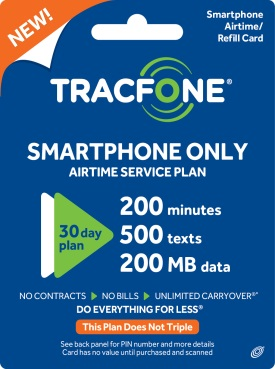 NEW!
Smartphone
Airtime/
Refill Card
TRACFONE®
SMARTPHONE ONLY
AIRTIME SERVICE PLAN
30 day
plan
200 minutes
500 texts
200 MB data
NO CONTRACTS ▶ NO BILLS ▶ UNLIMITED CARRYOVER®*
DO EVERYTHING FOR LESS®
This Plan Does Not Triple
See back panel for PIN number and more details
Card has no value until purchased and scanned